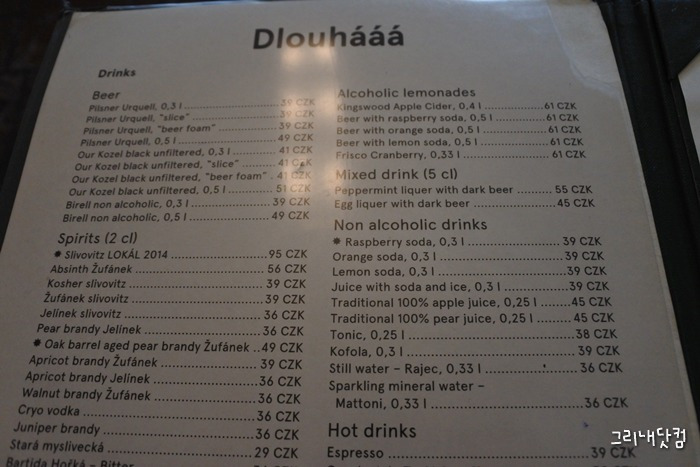 Dlouhááá
Drinks
Beer
Pilsner Urquell, 0,3 l ........ 39 CZK
Pilsner Urquell, "slice" ........ 39 CZK
Pilsner Urquell, "beer foam" ........ 39 CZK
Pilsner Urquell, 0,5 l ........ 49 CZK
Our Kozel black unfiltered, 0,3 l ........ 41 CZK
Our Kozel black unfiltered, "slice" ........ 41 CZK
Our Kozel black unfiltered, "beer foam" . 41 CZK
Our Kozel black unfiltered, 0,5 l ........ 51 CZK
Birell non alcoholic, 0,3 l ........ 39 CZK
Birell non alcoholic, 0,5 l ........ 49 CZK
Spirits (2 cl)
✹ Slivovitz LOKÁL 2014 ........ 95 CZK
Absinth Žufánek ........ 56 CZK
Kosher slivovitz ........ 39 CZK
Žufánek slivovitz ........ 39 CZK
Jelínek slivovitz ........ 36 CZK
Pear brandy Jelínek ........ 36 CZK
✹ Oak barrel aged pear brandy Žufánek .. 49 CZK
Apricot brandy Žufánek ........ 39 CZK
Apricot brandy Jelínek ........ 36 CZK
Walnut brandy Žufánek ........ 36 CZK
Cryo vodka ........ 36 CZK
Juniper brandy ........ 36 CZK
Stará myslivecká ........ 29 CZK
Bartida Hořká – Bitter
Alcoholic lemonades
Kingswood Apple Cider, 0,4 l ........ 61 CZK
Beer with raspberry soda, 0,5 l ........ 61 CZK
Beer with orange soda, 0,5 l ........ 61 CZK
Beer with lemon soda, 0,5 l ........ 61 CZK
Frisco Cranberry, 0,33 l ........ 61 CZK
Mixed drink (5 cl)
Peppermint liquer with dark beer ........ 55 CZK
Egg liquer with dark beer ........ 45 CZK
Non alcoholic drinks
✹ Raspberry soda, 0,3 l ........ 39 CZK
Orange soda, 0,3 l ........ 39 CZK
Lemon soda, 0,3 l ........ 39 CZK
Juice with soda and ice, 0,3 l ........ 39 CZK
Traditional 100% apple juice, 0,25 l ........ 45 CZK
Traditional 100% pear juice, 0,25 l ........ 45 CZK
Tonic, 0,25 l ........ 38 CZK
Kofola, 0,3 l ........ 39 CZK
Still water – Rajec, 0,33 l ........ 36 CZK
Sparkling mineral water –
Mattoni, 0,33 l ........ 36 CZK
Hot drinks
Espresso ........ 39 CZK
그리내닷컴